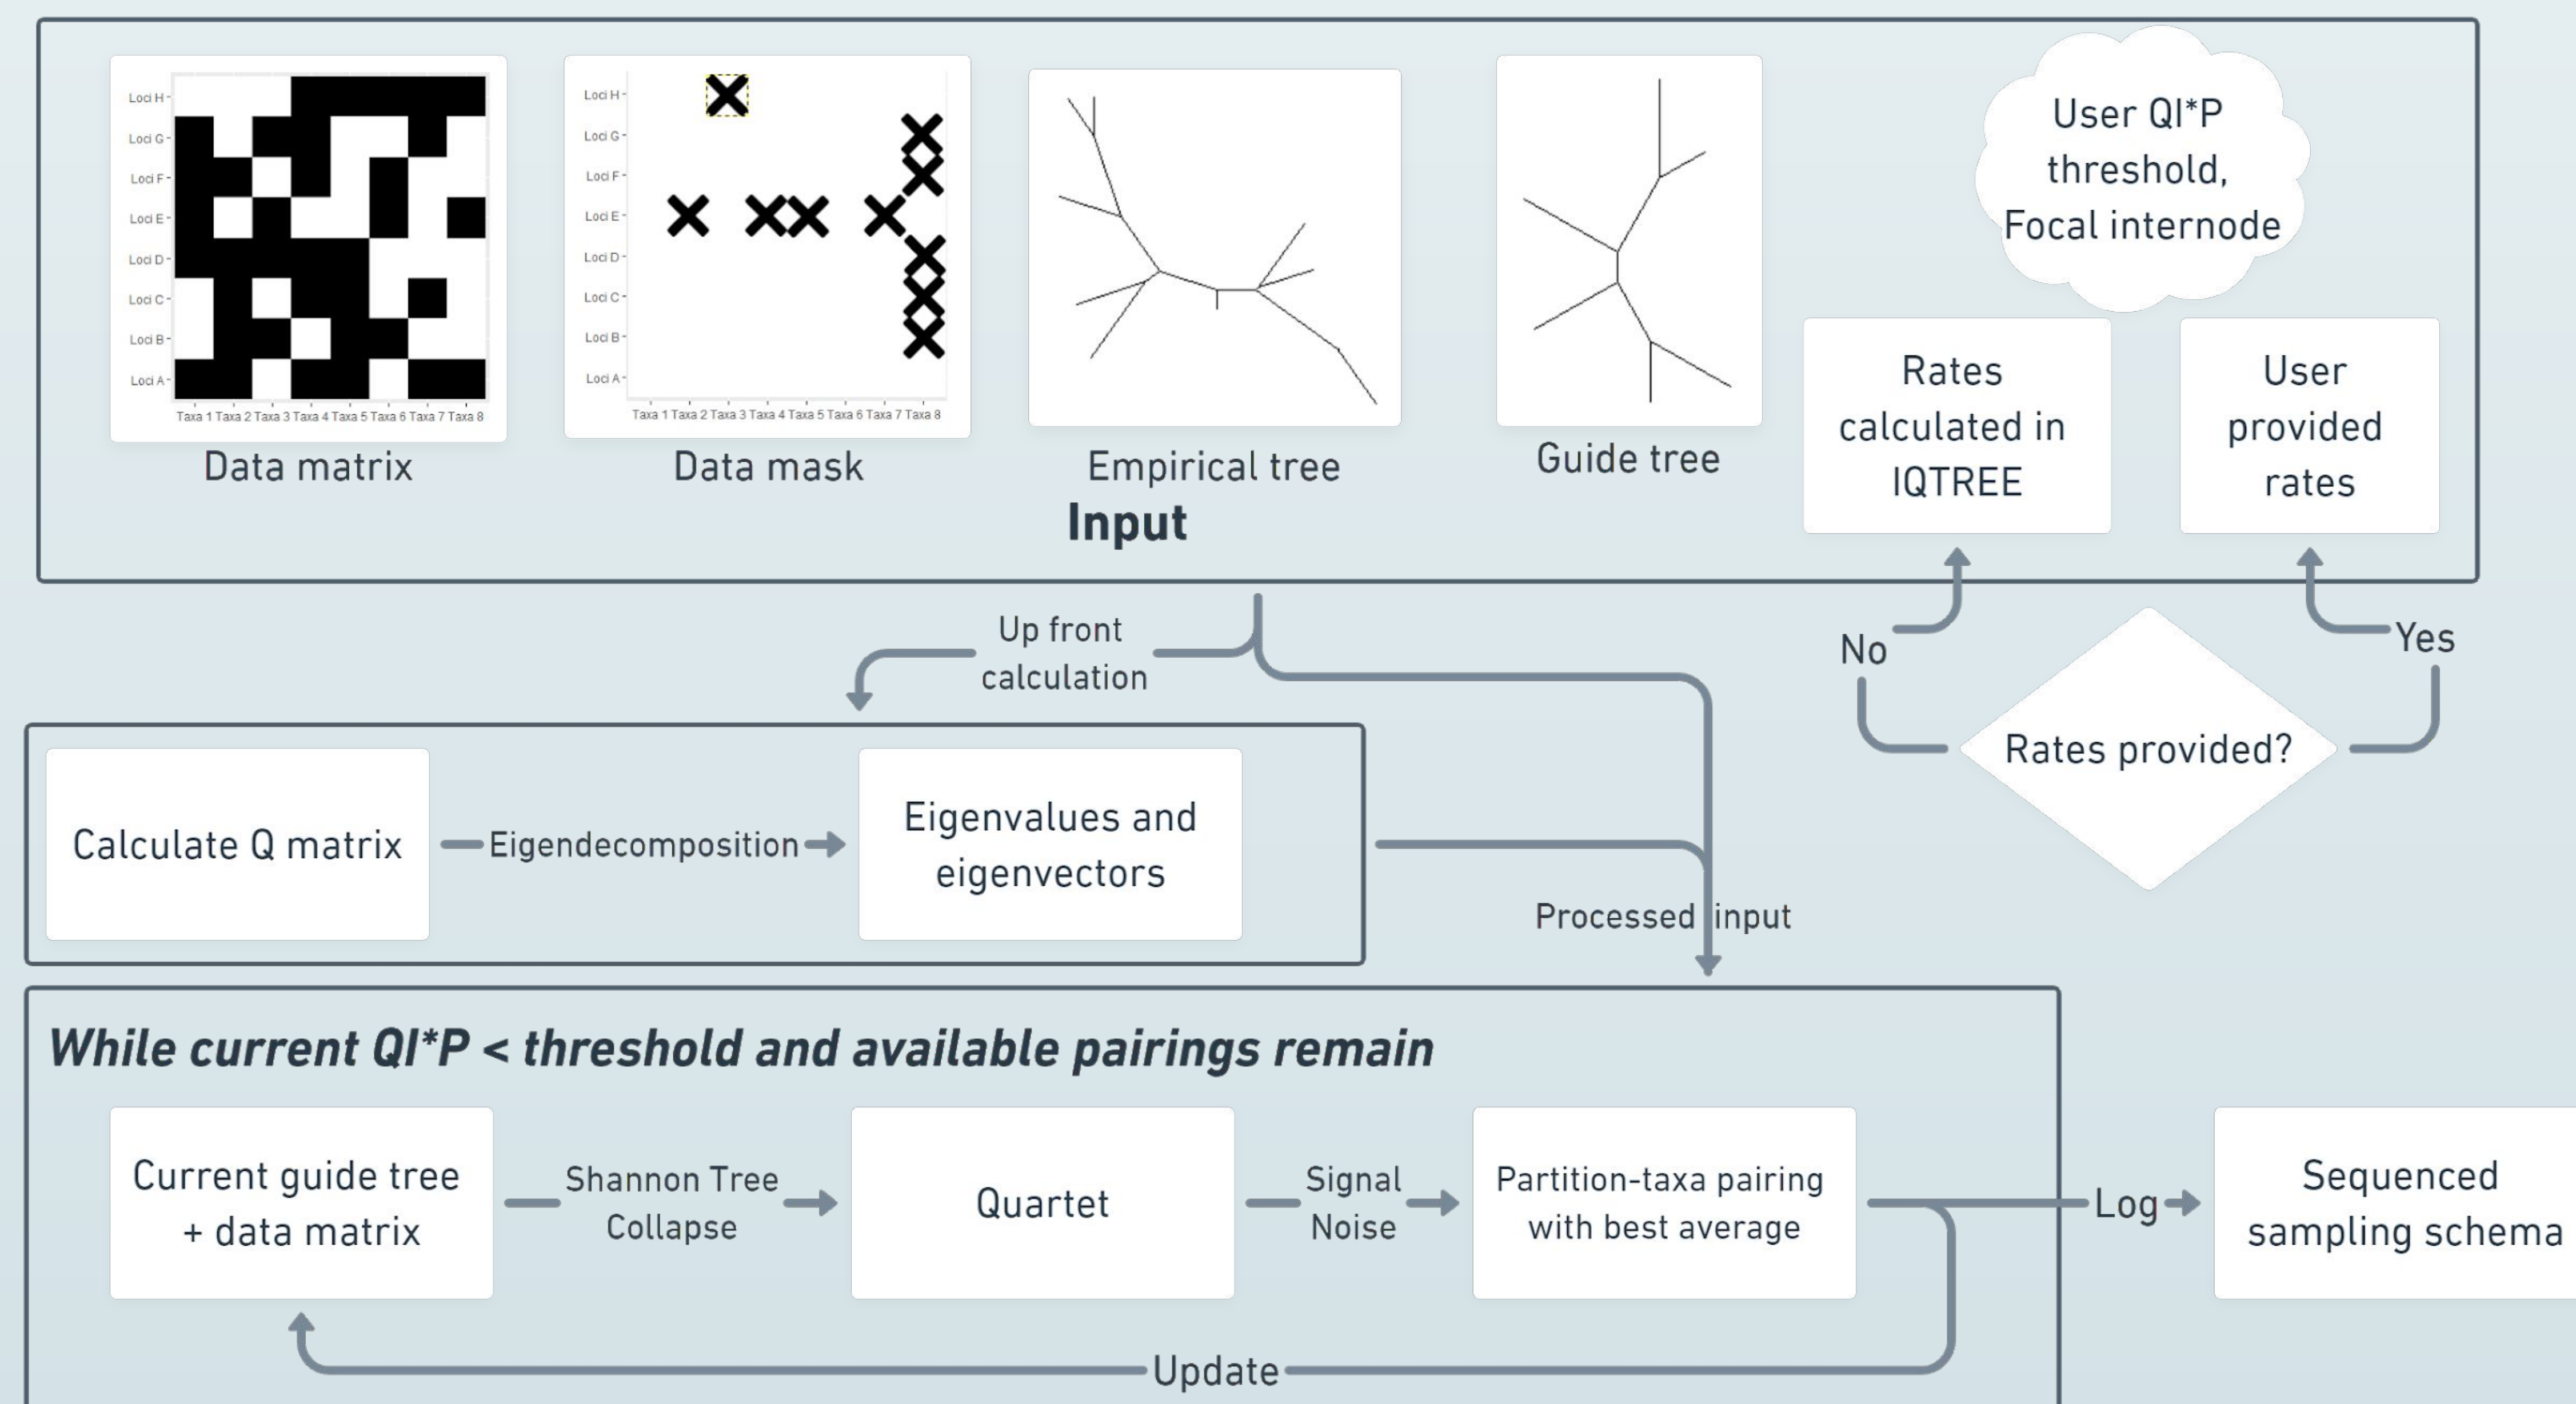 Loci H
Loci G
Loci F
Loci E
Loci D
Loci C
Loci B
Loci A
Taxa 1 Taxa 2 Taxa 3 Taxa 4 Taxa 5 Taxa 6 Taxa 7 Taxa 8
Data matrix
Loci H
Loci G
Loci F
Loci E
Loci D
Loci C
Loci B
Loci A
Taxa 1 Taxa 2 Taxa 3 Taxa 4 Taxa 5 Taxa 6 Taxa 7 Taxa 8
Data mask
Empirical tree
Guide tree
User QI*P
threshold,
Focal internode
Rates
calculated in
IQTREE
User
provided
rates
Input
Up front
calculation
No
Yes
Rates provided?
Calculate Q matrix
Eigendecomposition
Eigenvalues and
eigenvectors
Processed input
While current QI*P < threshold and available pairings remain
Current guide tree
+ data matrix
Shannon Tree
Collapse
Quartet
Signal
Noise
Partition-taxa pairing
with best average
Log
Sequenced
sampling schema
Update